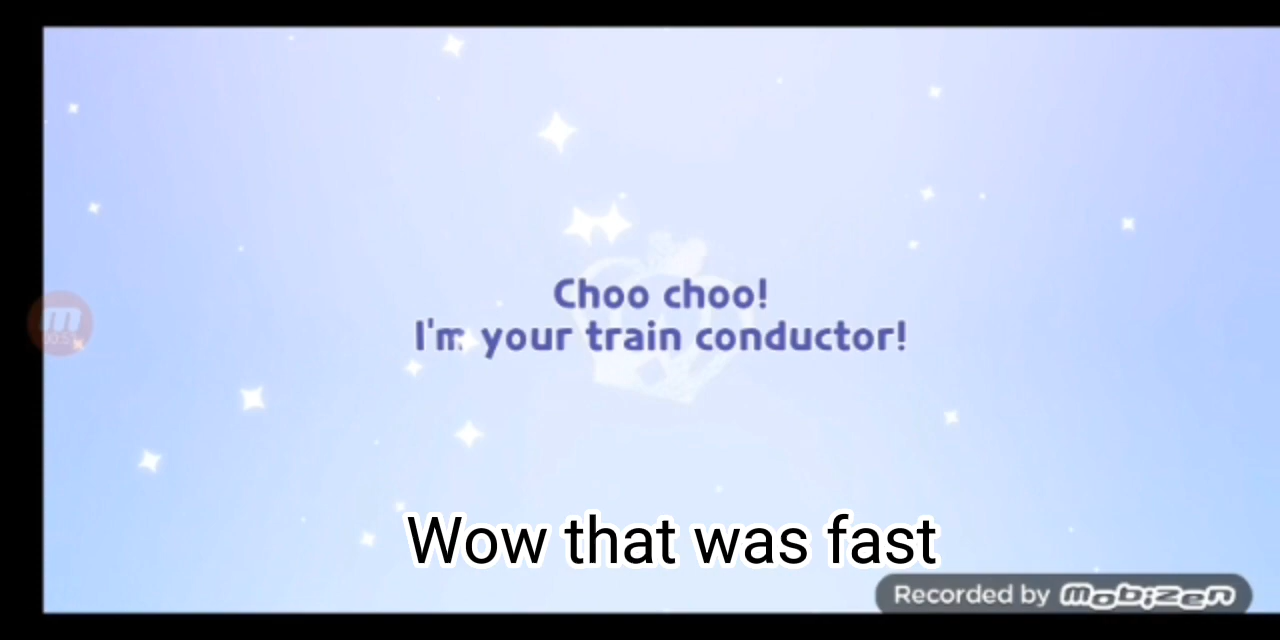 Choo choo!
I'm your train conductor!
Wow that was fast
Recorded by mobizen